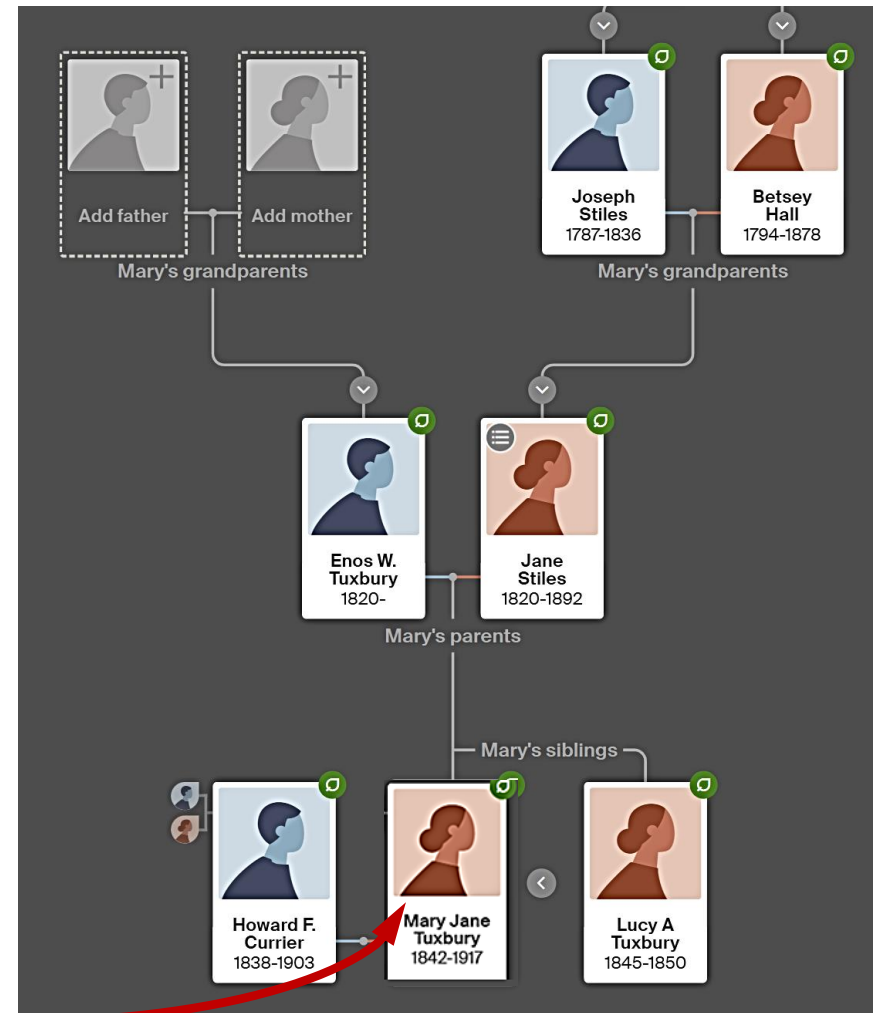 Add father
Add mother
Mary's grandparents
Joseph
Stiles
1787-1836
Betsey
Hall
1794-1878
Mary's grandparents
Enos W.
Tuxbury
1820-
Jane
Stiles
1820-1892
Mary's parents
Mary's siblings
Howard F.
Currier
1838-1903
Mary Jane
Tuxbury
1842-1917
Lucy A
Tuxbury
1845-1850